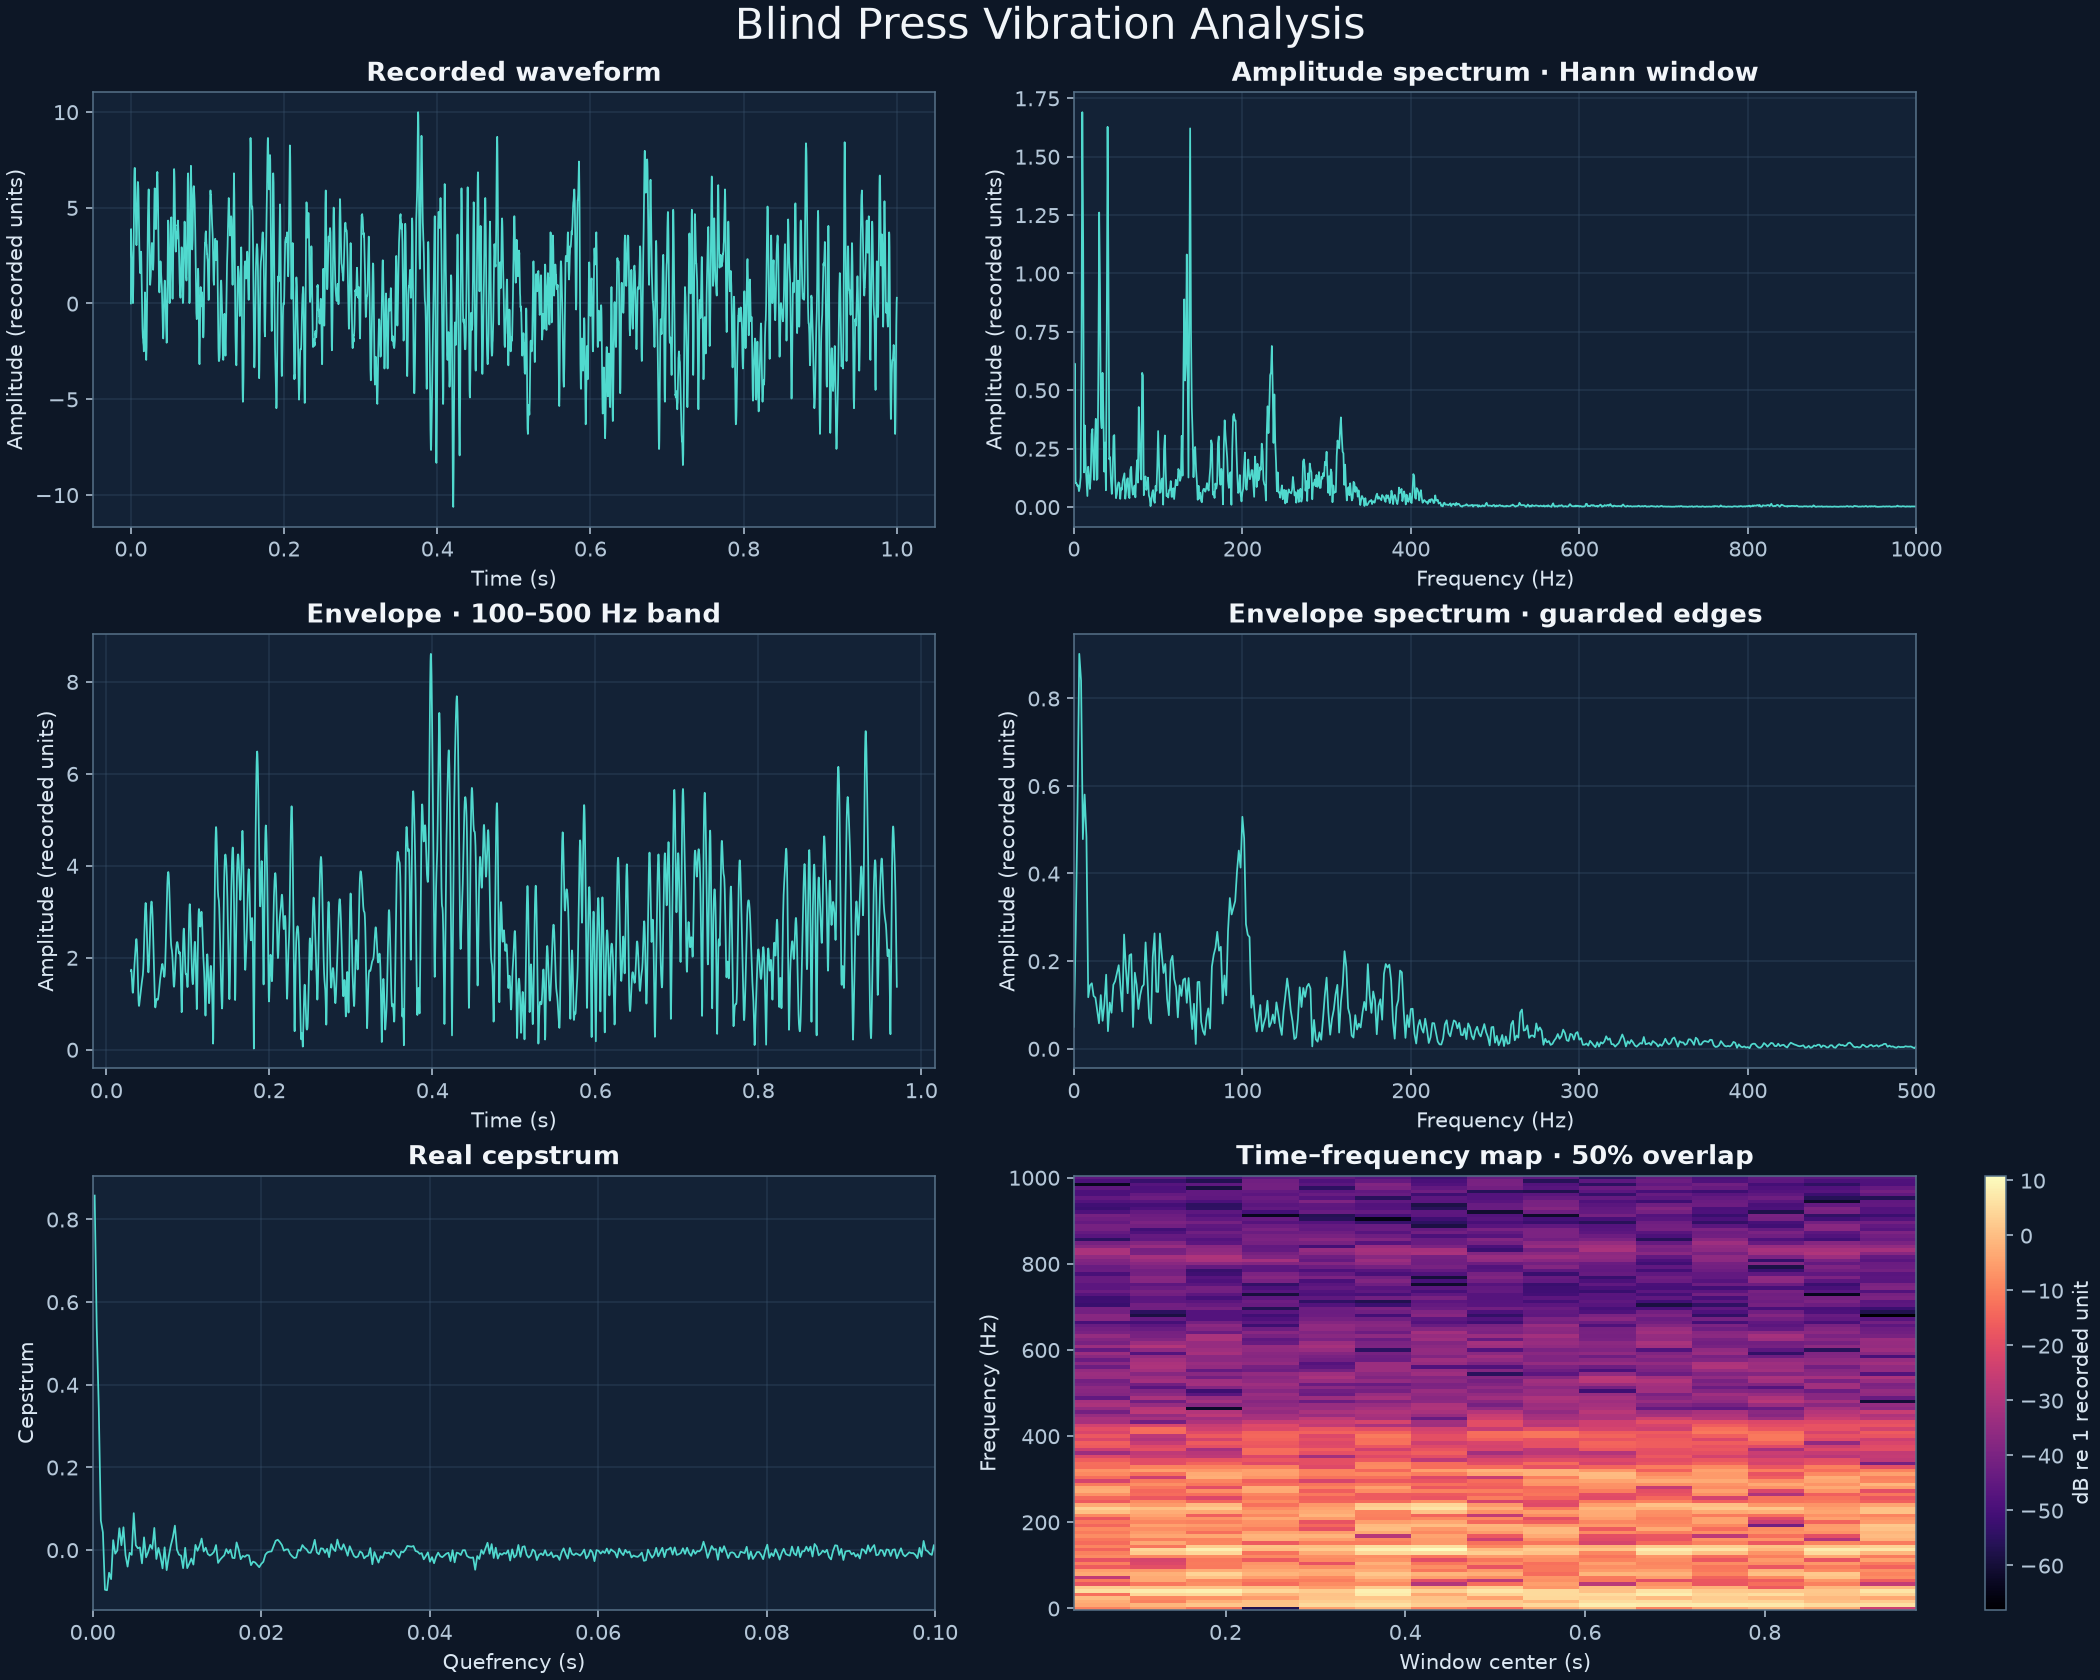 Blind Press Vibration Analysis
Recorded waveform
Amplitude (recorded units)
10
5
0
−5
−10
0.0 0.2 0.4 0.6 0.8 1.0
Time (s)
Amplitude spectrum · Hann window
Amplitude (recorded units)
1.75
1.50
1.25
1.00
0.75
0.50
0.25
0.00
0 200 400 600 800 1000
Frequency (Hz)
Envelope · 100–500 Hz band
Amplitude (recorded units)
8
6
4
2
0
0.0 0.2 0.4 0.6 0.8 1.0
Time (s)
Envelope spectrum · guarded edges
Amplitude (recorded units)
0.8
0.6
0.4
0.2
0.0
0 100 200 300 400 500
Frequency (Hz)
Real cepstrum
Cepstrum
0.8
0.6
0.4
0.2
0.0
0.00 0.02 0.04 0.06 0.08 0.10
Quefrency (s)
Time–frequency map · 50% overlap
Frequency (Hz)
1000
800
600
400
200
0
0.2 0.4 0.6 0.8
Window center (s)
10
0
−10
−20
−30
−40
−50
−60
dB re 1 recorded unit